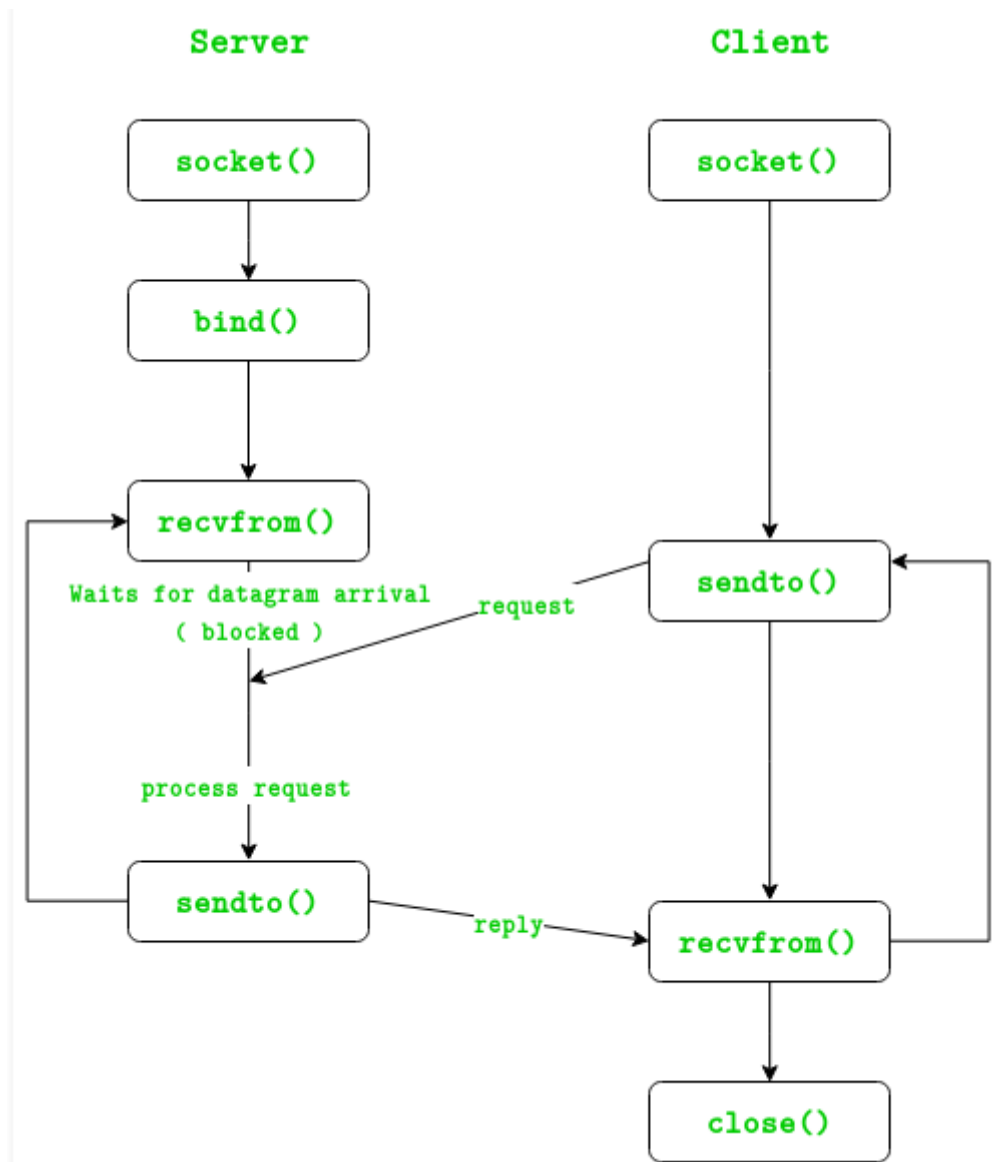 Server
Client
socket()
socket()
bind()
recvfrom()
Waits for datagram arrival
( blocked )
request
sendto()
process request
sendto()
reply
recvfrom()
close()